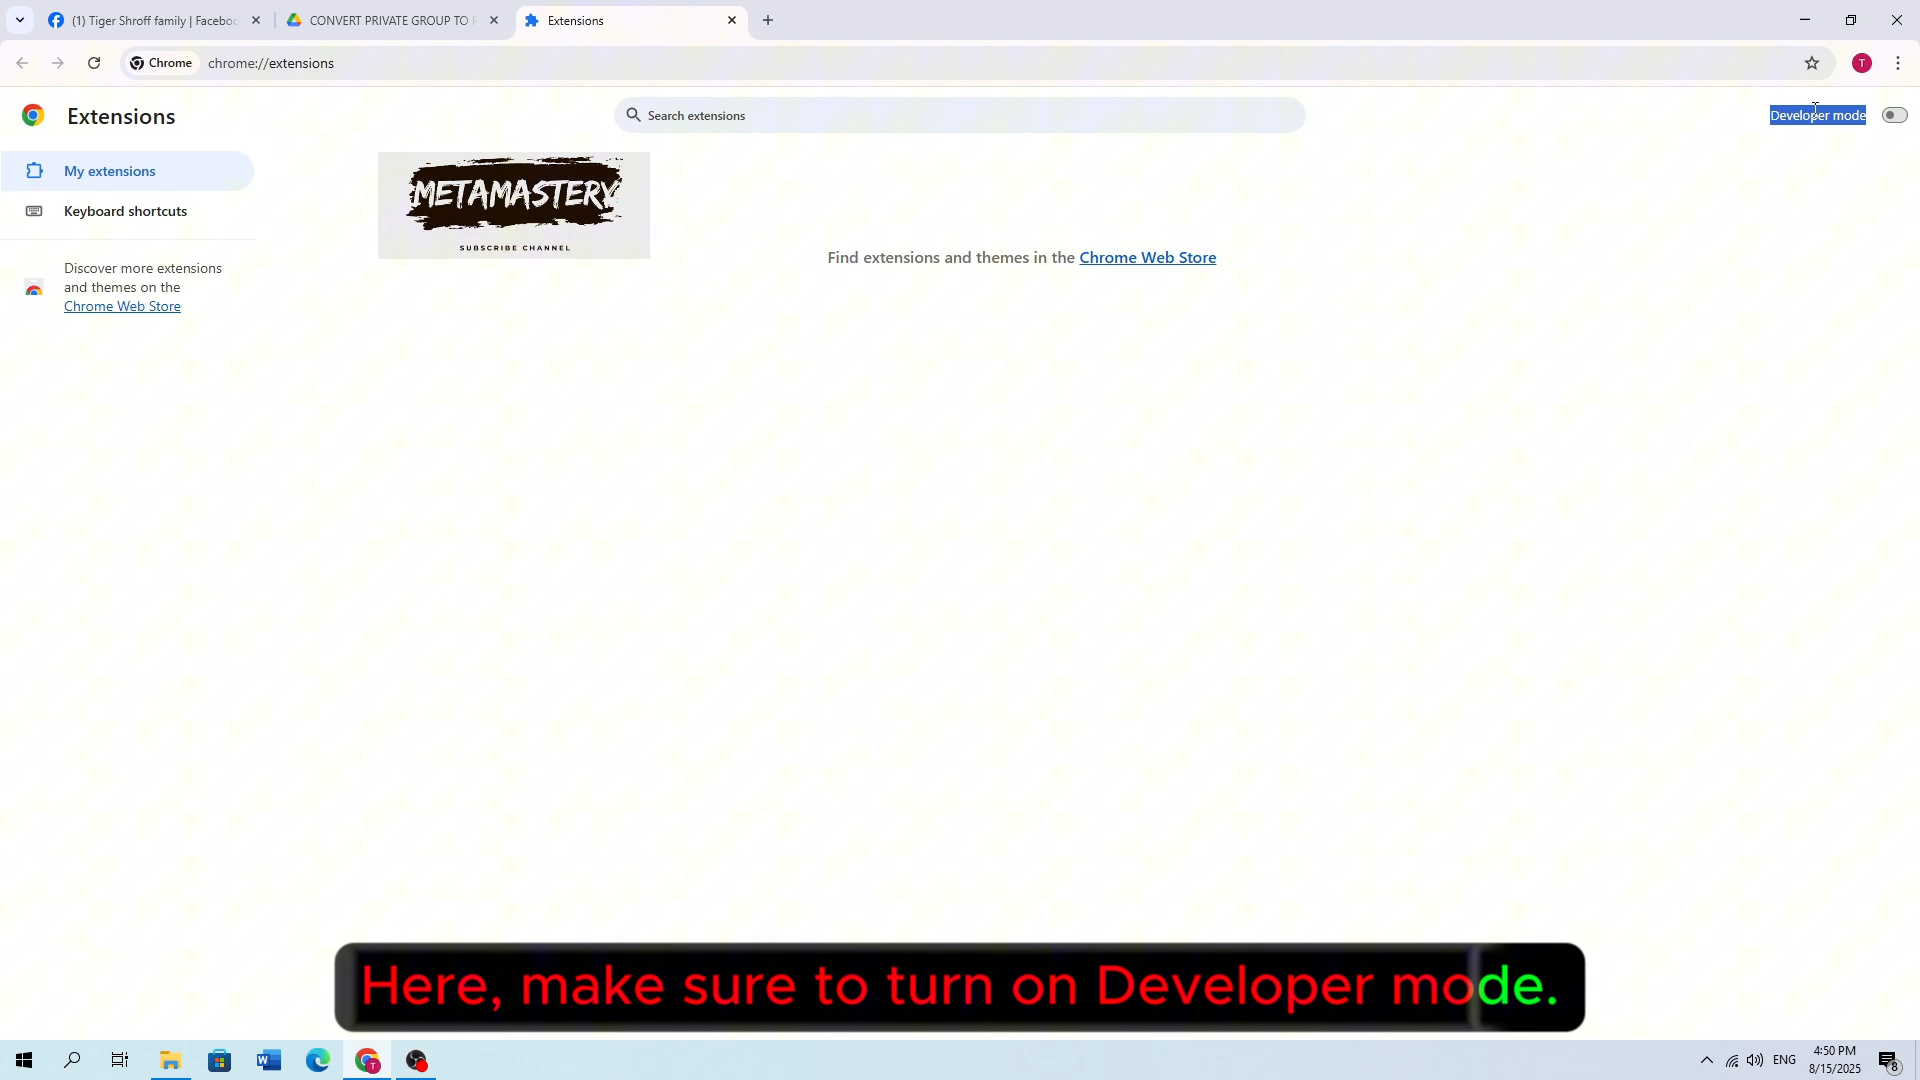 (1) Tiger Shroff family | Faceboo
CONVERT PRIVATE GROUP TO P
Extensions
Chrome
chrome://extensions
T
Extensions
Search extensions
Developer mode
My extensions
Keyboard shortcuts
METAMASTERY
SUBSCRIBE CHANNEL
Discover more extensions
and themes on the
Chrome Web Store
Find extensions and themes in the Chrome Web Store
Here, make sure to turn on Developer mode.
W
T
ENG
4:50 PM
8/15/2025
8